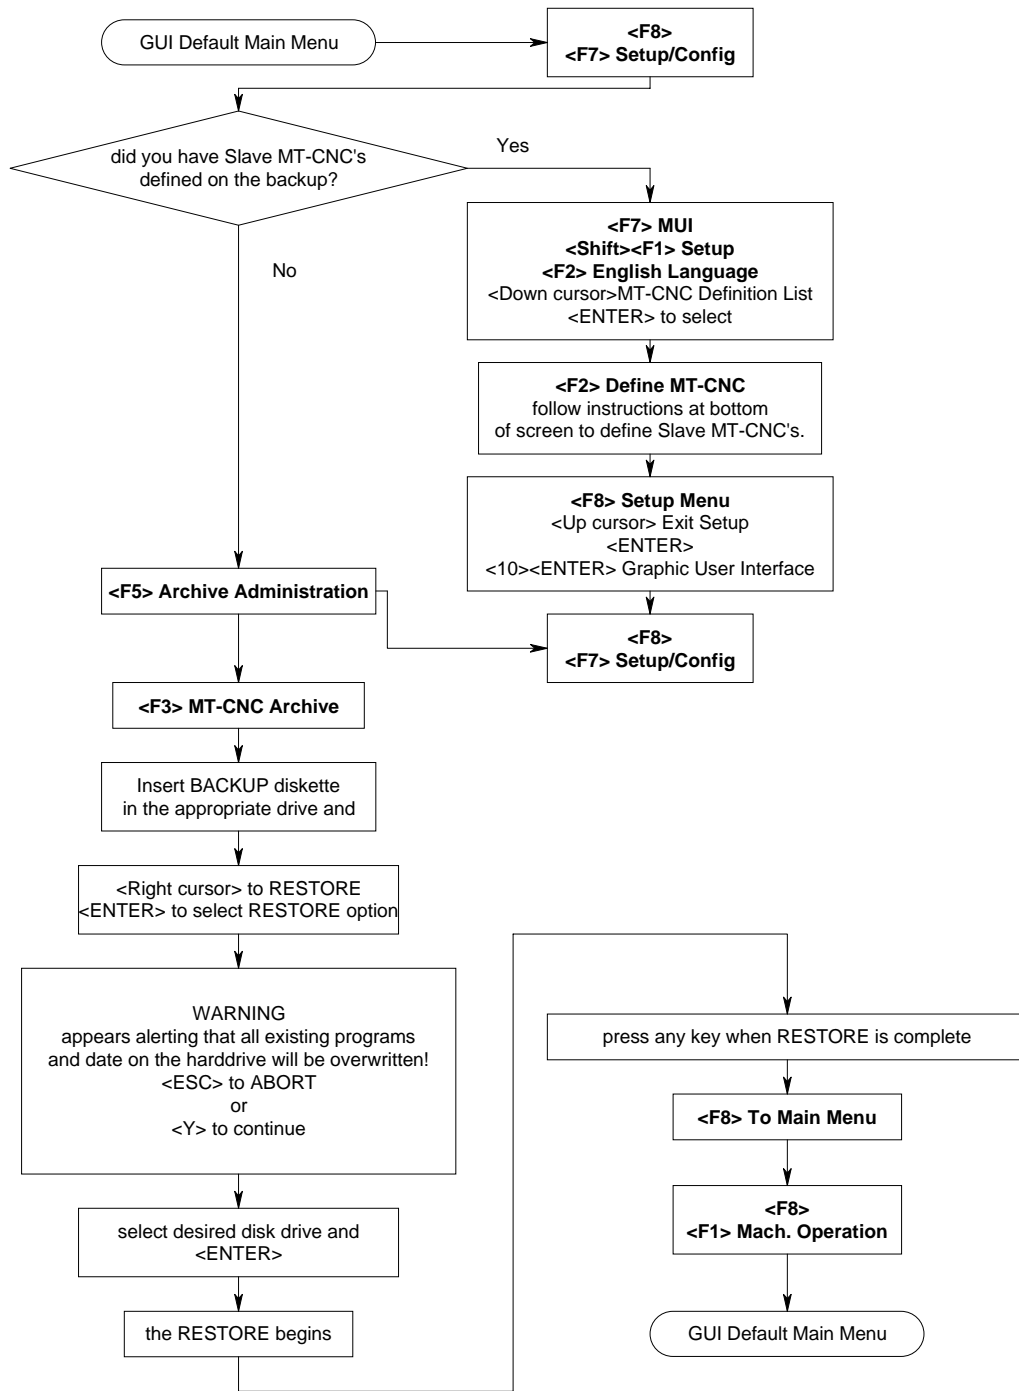 GUI Default Main Menu
<F8>
<F7> Setup/Config
did you have Slave MT-CNC's
defined on the backup?
Yes
No
<F7> MUI
<Shift><F1> Setup
<F2> English Language
<Down cursor>MT-CNC Definition List
<ENTER> to select
<F2> Define MT-CNC
follow instructions at bottom
of screen to define Slave MT-CNC's.
<F8> Setup Menu
<Up cursor> Exit Setup
<ENTER>
<10><ENTER> Graphic User Interface
<F8>
<F7> Setup/Config
<F5> Archive Administration
<F3> MT-CNC Archive
Insert BACKUP diskette
in the appropriate drive and
<Right cursor> to RESTORE
<ENTER> to select RESTORE option
WARNING
appears alerting that all existing programs
and date on the harddrive will be overwritten!
<ESC> to ABORT
or
<Y> to continue
select desired disk drive and
<ENTER>
the RESTORE begins
press any key when RESTORE is complete
<F8> To Main Menu
<F8>
<F1> Mach. Operation
GUI Default Main Menu